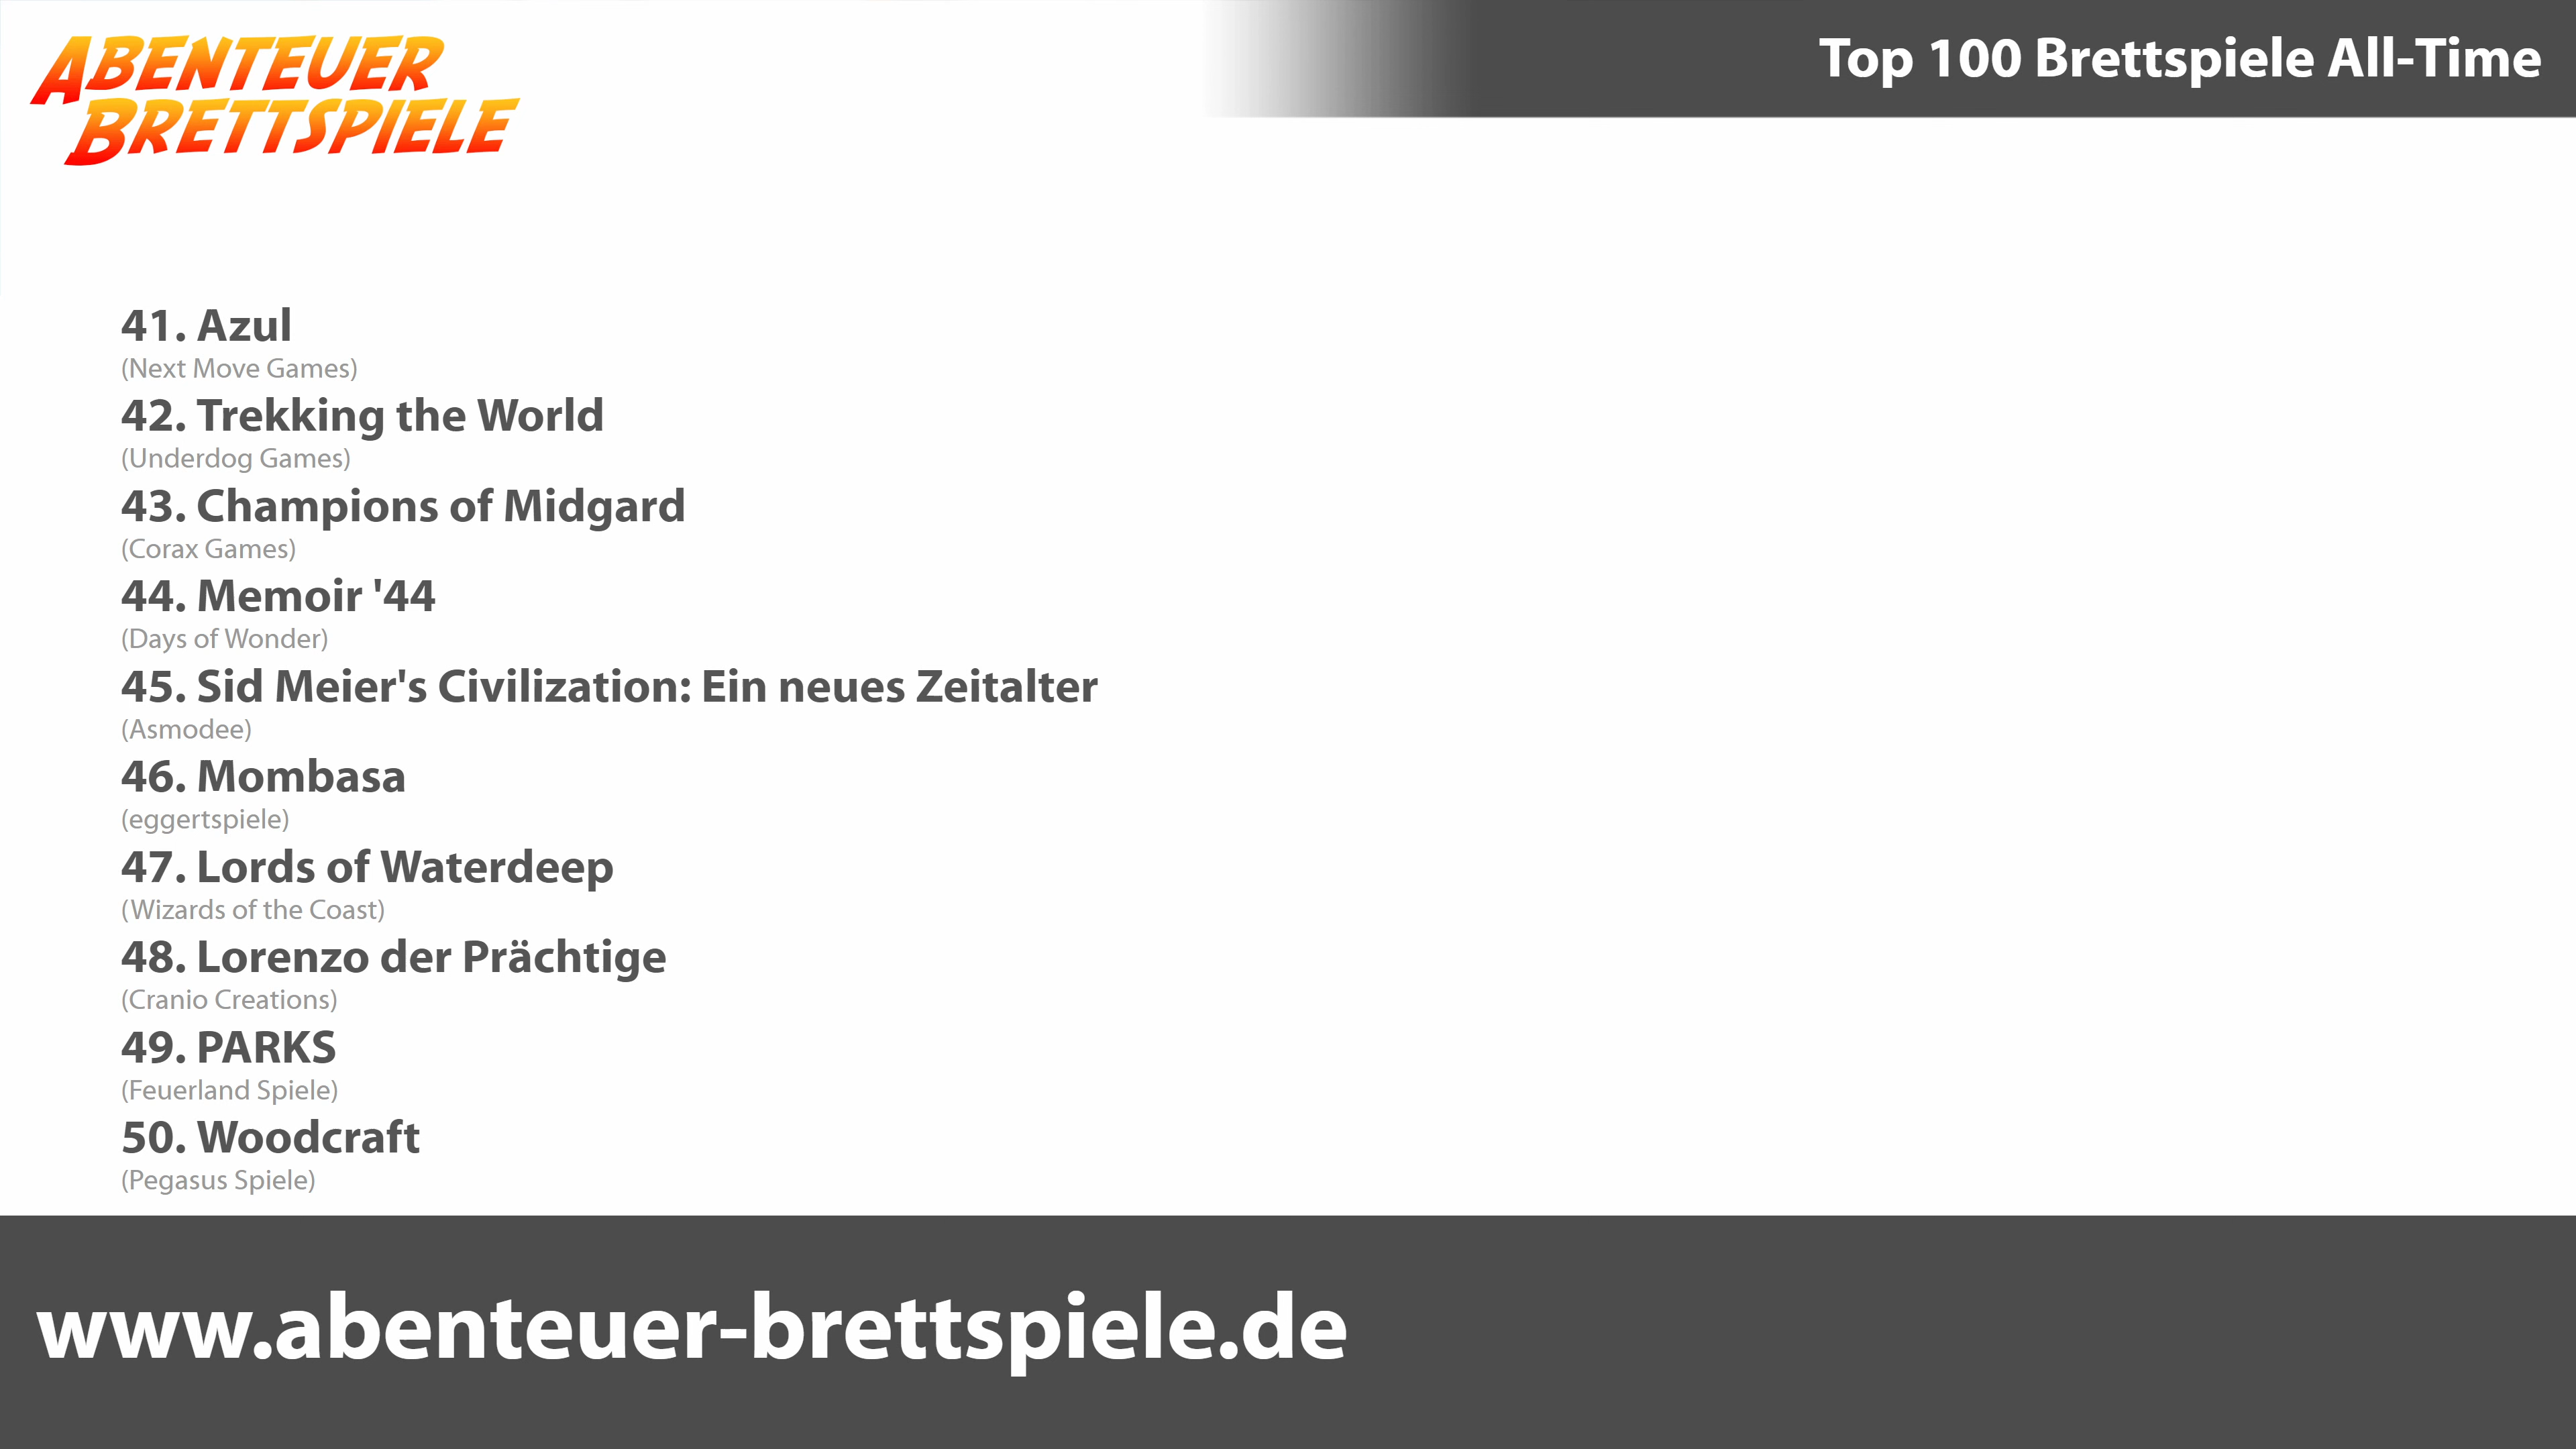 ABENTEUER
BRETTSPIELE
Top 100 Brettspiele All-Time
41. Azul
(Next Move Games)
42. Trekking the World
(Underdog Games)
43. Champions of Midgard
(Corax Games)
44. Memoir '44
(Days of Wonder)
45. Sid Meier's Civilization: Ein neues Zeitalter
(Asmodee)
46. Mombasa
(eggertspiele)
47. Lords of Waterdeep
(Wizards of the Coast)
48. Lorenzo der Prächtige
(Cranio Creations)
49. PARKS
(Feuerland Spiele)
50. Woodcraft
(Pegasus Spiele)
www.abenteuer-brettspiele.de